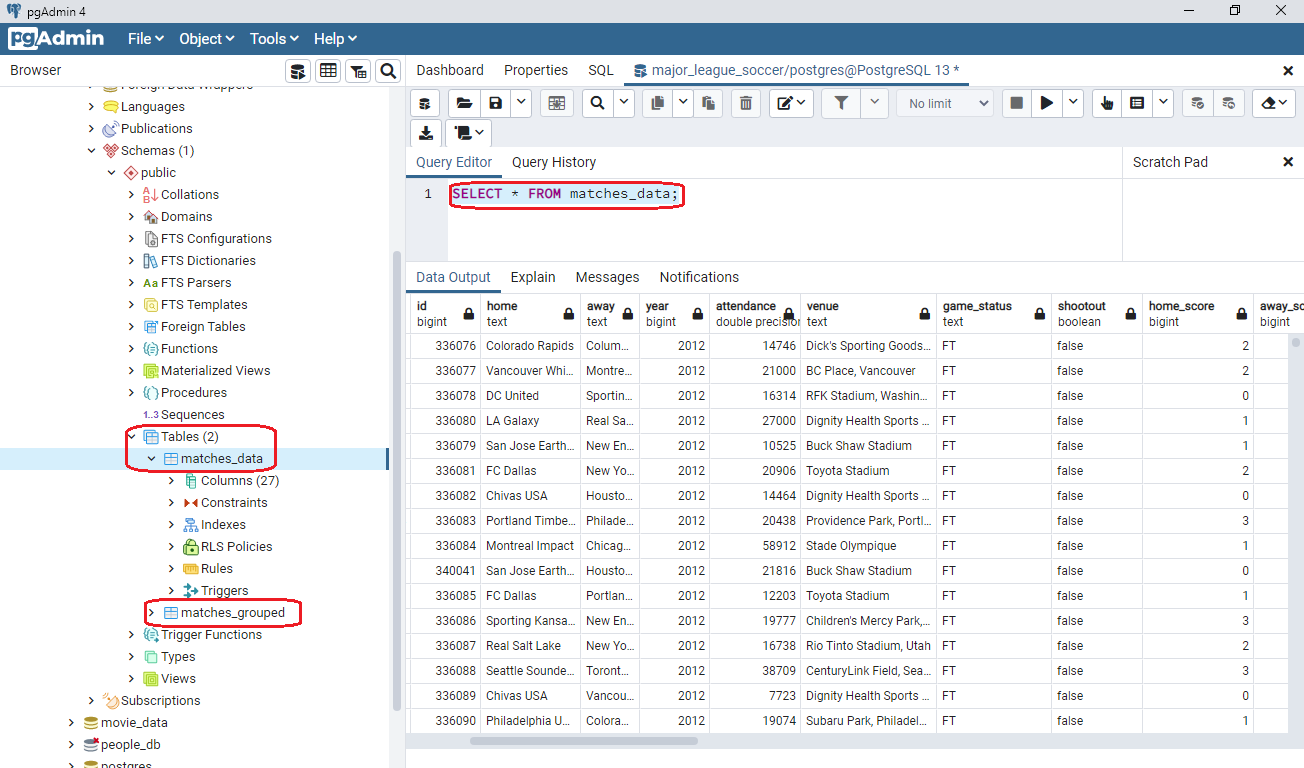 pgAdmin 4
pgAdmin File Object Tools Help
Browser
Dashboard Properties SQL major_league_soccer/postgres@PostgreSQL 13 *
No limit
Foreign Data Wrappers
Languages
Publications
Schemas (1)
public
Collations
Domains
FTS Configurations
FTS Dictionaries
Aa FTS Parsers
FTS Templates
Foreign Tables
Functions
Materialized Views
Procedures
1..3 Sequences
Tables (2)
matches_data
Columns (27)
Constraints
Indexes
RLS Policies
Rules
Triggers
matches_grouped
Trigger Functions
Types
Views
Subscriptions
movie_data
people_db
postgres
Query Editor Query History
Scratch Pad
1 SELECT * FROM matches_data;
Data Output Explain Messages Notifications
id home away year attendance venue game_status shootout home_score away_sc
bigint text text bigint double precision text text boolean bigint bigint
336076 Colorado Rapids Colum... 2012 14746 Dick's Sporting Goods... FT false 2
336077 Vancouver Whi... Montre... 2012 21000 BC Place, Vancouver FT false 2
336078 DC United Sportin... 2012 16314 RFK Stadium, Washin... FT false 0
336080 LA Galaxy Real Sa... 2012 27000 Dignity Health Sports ... FT false 1
336079 San Jose Earth... New En... 2012 10525 Buck Shaw Stadium FT false 1
336081 FC Dallas New Yo... 2012 20906 Toyota Stadium FT false 2
336082 Chivas USA Housto... 2012 14464 Dignity Health Sports ... FT false 0
336083 Portland Timbe... Philade... 2012 20438 Providence Park, Portl... FT false 3
336084 Montreal Impact Chicag... 2012 58912 Stade Olympique FT false 1
340041 San Jose Earth... Housto... 2012 21816 Buck Shaw Stadium FT false 0
336085 FC Dallas Portlan... 2012 12203 Toyota Stadium FT false 1
336086 Sporting Kansa... New En... 2012 19777 Children's Mercy Park,... FT false 3
336087 Real Salt Lake New Yo... 2012 16738 Rio Tinto Stadium, Utah FT false 2
336088 Seattle Sounde... Toront... 2012 38709 CenturyLink Field, Sea... FT false 3
336089 Chivas USA Vancou... 2012 7723 Dignity Health Sports ... FT false 0
336090 Philadelphia U... Colora... 2012 19074 Subaru Park, Philadel... FT false 1